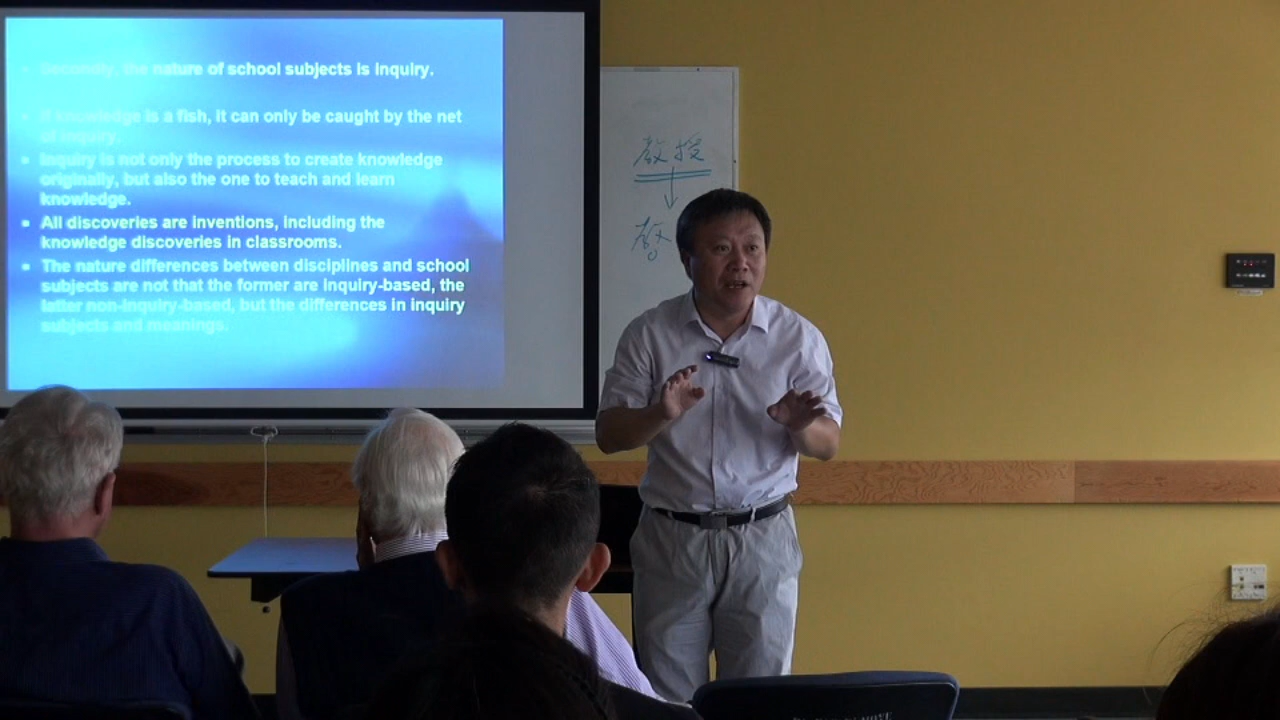 Secondly, the nature of school subjects is inquiry.
If knowledge is a fish, it can only be caught by the net
of inquiry.
Inquiry is not only the process to create knowledge
originally, but also the one to teach and learn
knowledge.
All discoveries are inventions, including the
knowledge discoveries in classrooms.
The nature differences between disciplines and school
subjects are not that the former are inquiry-based, the
latter non-inquiry-based, but the differences in inquiry
subjects and meanings.
教授